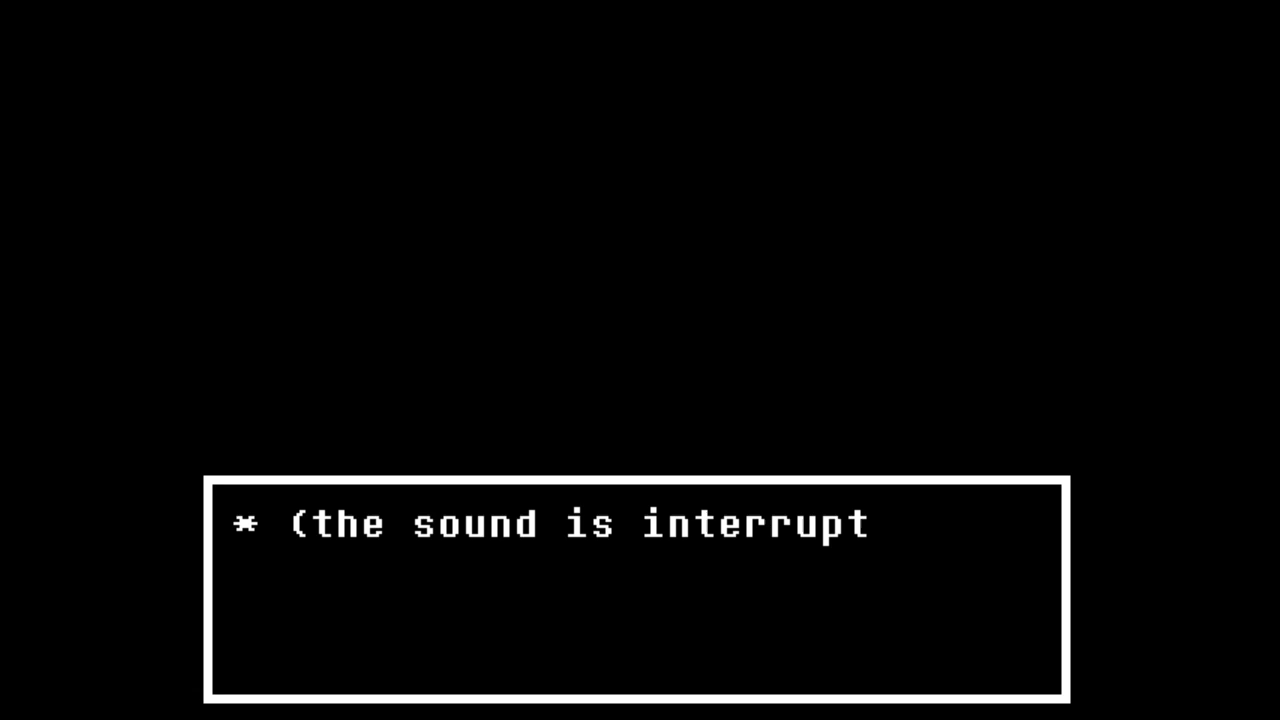 * (the sound is interrupt